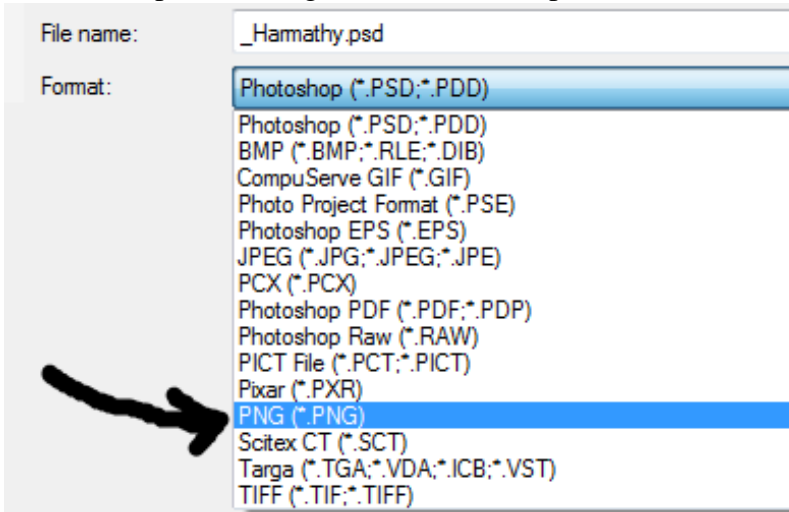 File name: _Harmathy.psd
Format: Photoshop (*.PSD;*.PDD)
Photoshop (*.PSD;*.PDD)
BMP (*.BMP;*.RLE;*.DIB)
CompuServe GIF (*.GIF)
Photo Project Format (*.PSE)
Photoshop EPS (*.EPS)
JPEG (*.JPG;*.JPEG;*.JPE)
PCX (*.PCX)
Photoshop PDF (*.PDF;*.PDP)
Photoshop Raw (*.RAW)
PICT File (*.PCT;*.PICT)
Pixar (*.PXR)
PNG (*.PNG)
Scitex CT (*.SCT)
Targa (*.TGA;*.VDA;*.ICB;*.VST)
TIFF (*.TIF;*.TIFF)